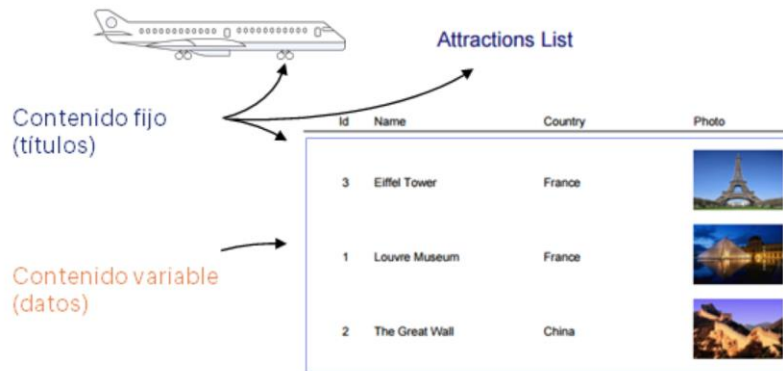 Attractions List
Contenido fijo
(títulos)
Id Name Country Photo
3 Eiffel Tower France
1 Louvre Museum France
Contenido variable
(datos)
2 The Great Wall China